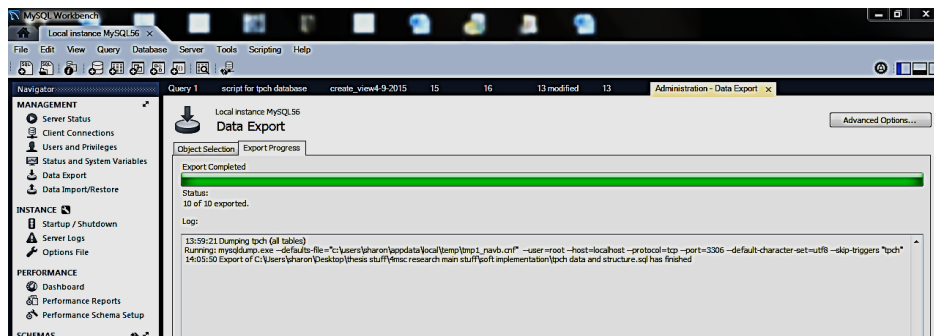 MySQL Workbench
Local instance MySQL56 ×
File Edit View Query Database Server Tools Scripting Help
Navigator
Query 1 script for tpch database create_view4-9-2015 15 16 13 modified 13 Administration - Data Export ×
MANAGEMENT
Server Status
Client Connections
Users and Privileges
Status and System Variables
Data Export
Data Import/Restore
INSTANCE
Startup / Shutdown
Server Logs
Options File
PERFORMANCE
Dashboard
Performance Reports
Performance Schema Setup
SCHEMAS
Local instance MySQL56
Data Export
Advanced Options...
Object Selection Export Progress
Export Completed
Status:
10 of 10 exported.
Log:
13:59:21 Dumping tpch (all tables)
Running: mysqldump.exe --defaults-file="c:\users\sharon\appdata\local\temp\tmp1_navb.cnf" --user=root --host=localhost --protocol=tcp --port=3306 --default-character-set=utf8 --skip-triggers "tpch"
14:05:50 Export of C:\Users\sharon\Desktop\thesis stuff\4msc research main stuff\soft implementation\tpch data and structure.sql has finished